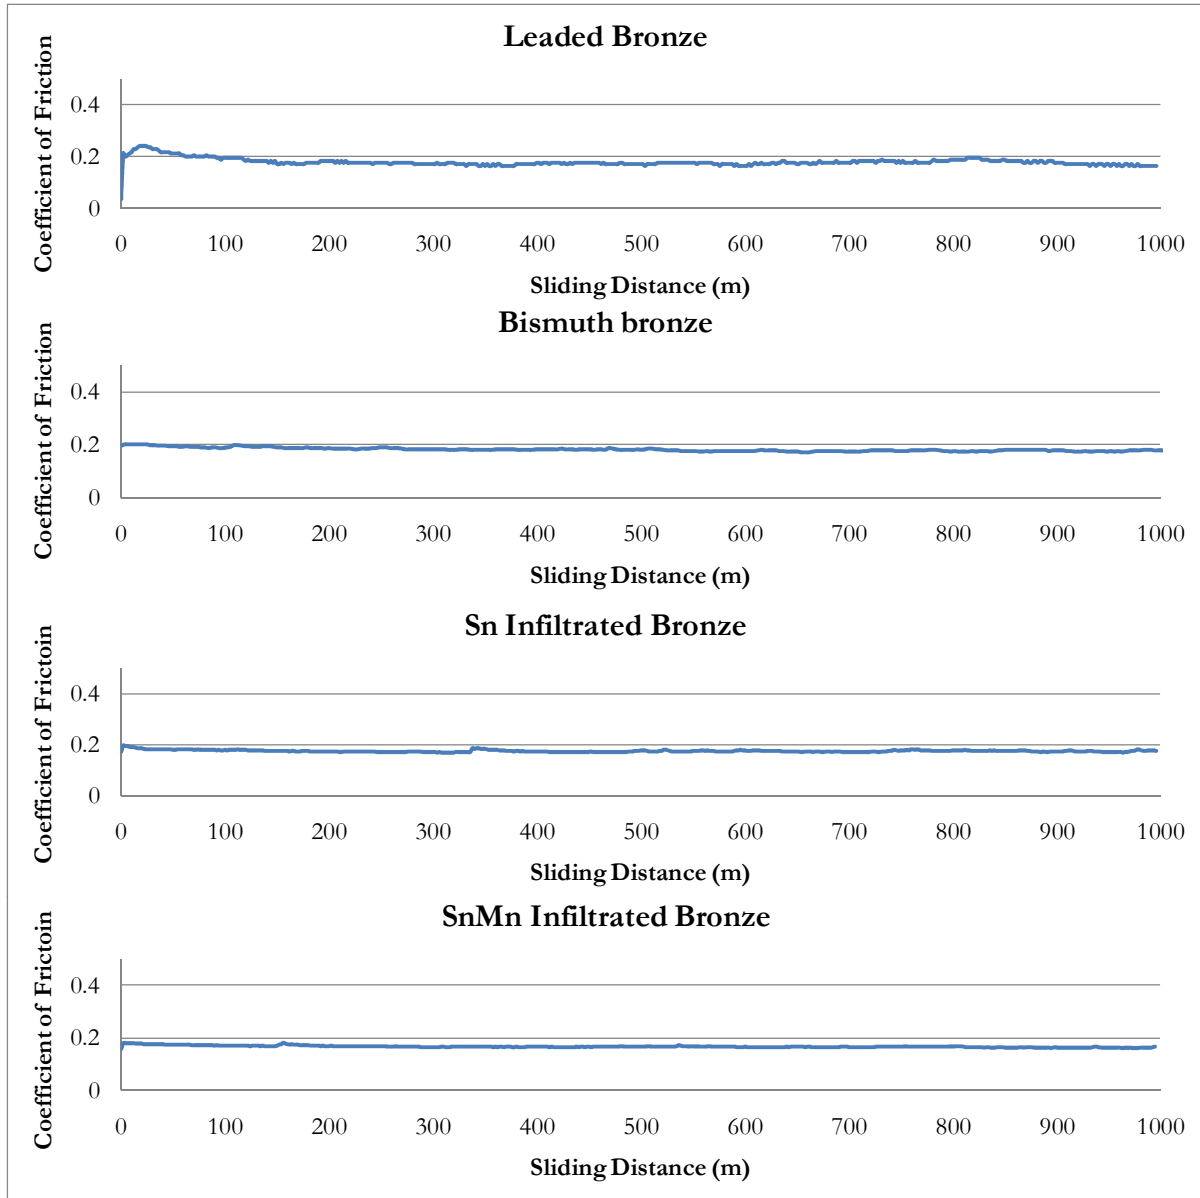 Leaded Bronze
Coefficient of Friction
0.4
0.2
0
0 100 200 300 400 500 600 700 800 900 1000
Sliding Distance (m)
Bismuth bronze
Coefficient of Friction
0.4
0.2
0
0 100 200 300 400 500 600 700 800 900 1000
Sliding Distance (m)
Sn Infiltrated Bronze
Coefficient of Frictoin
0.4
0.2
0
0 100 200 300 400 500 600 700 800 900 1000
Sliding Distance (m)
SnMn Infiltrated Bronze
Coefficient of Frictoin
0.4
0.2
0
0 100 200 300 400 500 600 700 800 900 1000
Sliding Distance (m)